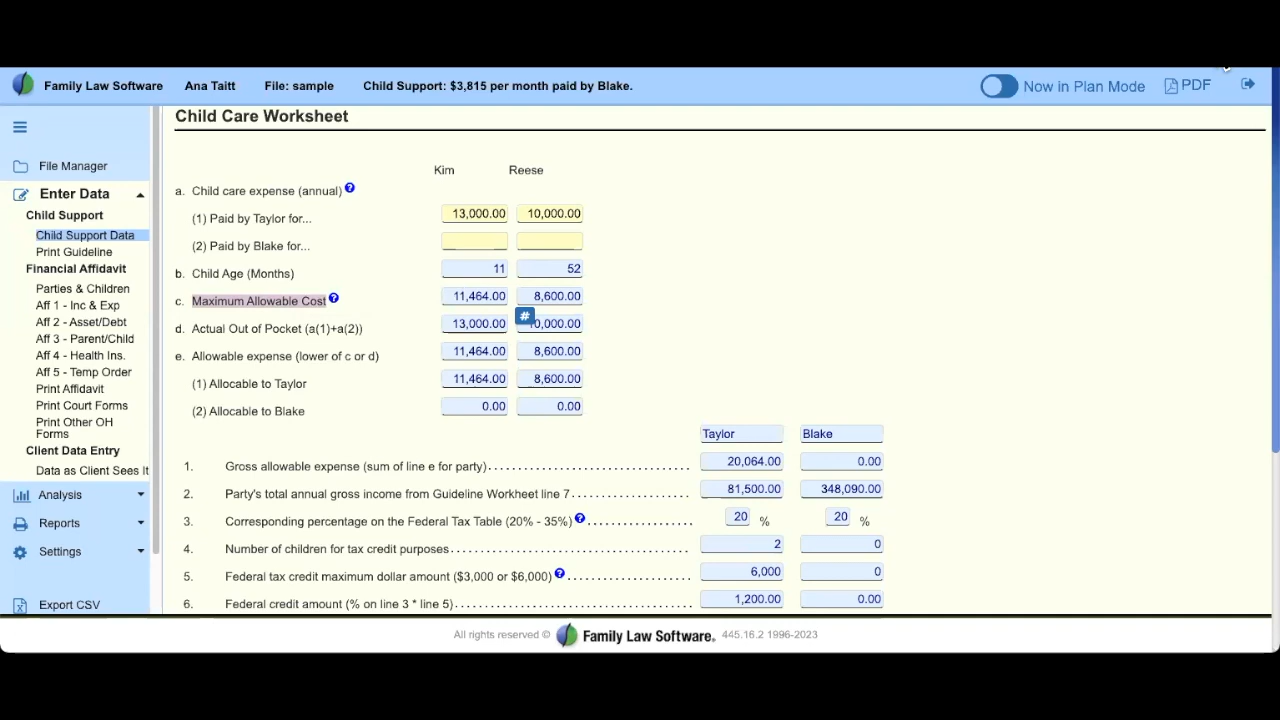 Family Law Software Ana Taitt File: sample Child Support: $3,815 per month paid by Blake. Now in Plan Mode PDF
File Manager
Enter Data
Child Support
Child Support Data
Print Guideline
Financial Affidavit
Parties & Children
Aff 1 - Inc & Exp
Aff 2 - Asset/Debt
Aff 3 - Parent/Child
Aff 4 - Health Ins.
Aff 5 - Temp Order
Print Affidavit
Print Court Forms
Print Other OH
Forms
Client Data Entry
Data as Client Sees It
Analysis
Reports
Settings
Export CSV
Child Care Worksheet
Kim Reese
a. Child care expense (annual) ?
(1) Paid by Taylor for... 13,000.00 10,000.00
(2) Paid by Blake for...
b. Child Age (Months) 11 52
c. Maximum Allowable Cost ? 11,464.00 8,600.00
#
d. Actual Out of Pocket (a(1)+a(2)) 13,000.00 10,000.00
e. Allowable expense (lower of c or d) 11,464.00 8,600.00
(1) Allocable to Taylor 11,464.00 8,600.00
(2) Allocable to Blake 0.00 0.00
Taylor Blake
1. Gross allowable expense (sum of line e for party) 20,064.00 0.00
2. Party's total annual gross income from Guideline Workheet line 7 81,500.00 348,090.00
3. Corresponding percentage on the Federal Tax Table (20% - 35%) ? 20 % 20 %
4. Number of children for tax credit purposes 2 0
5. Federal tax credit maximum dollar amount ($3,000 or $6,000) ? 6,000 0
6. Federal credit amount (% on line 3 * line 5) 1,200.00 0.00
All rights reserved © Family Law Software. 445.16.2 1996-2023